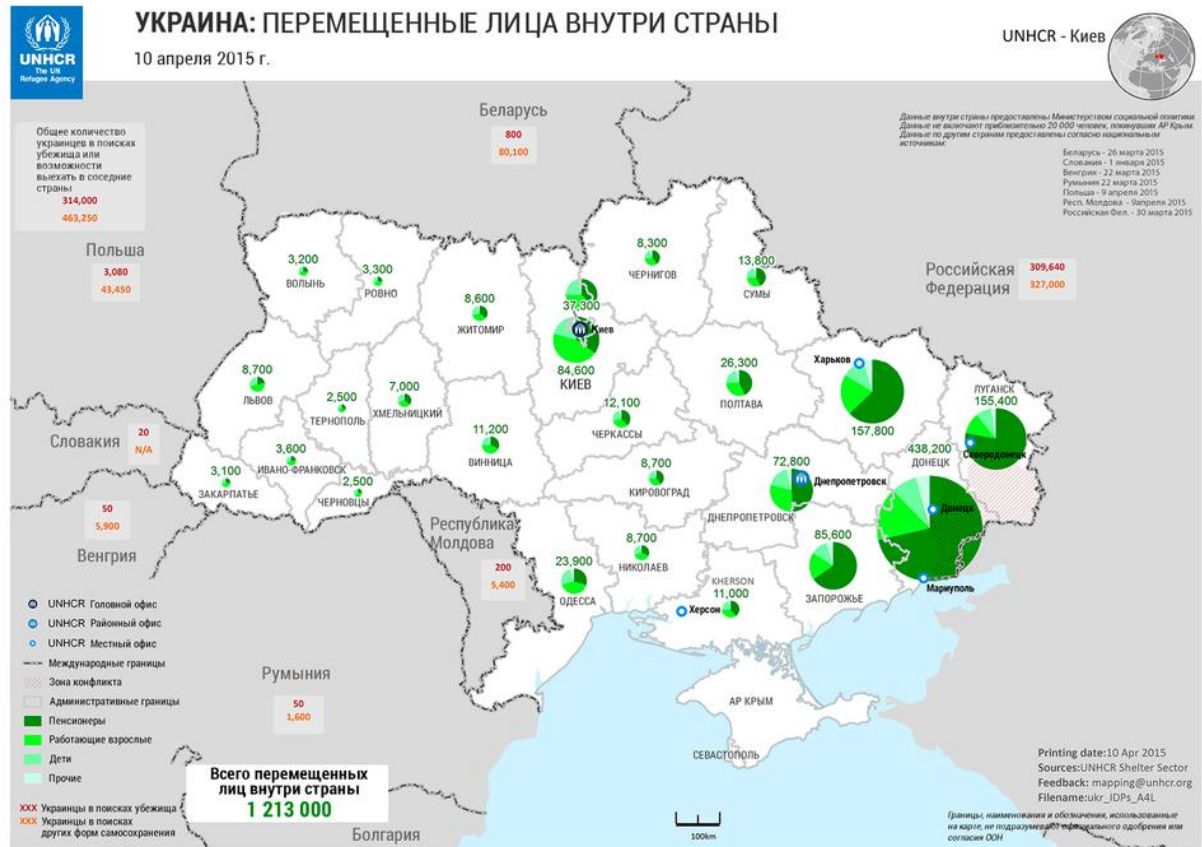 UNHCR
The UN
Refugee Agency
УКРАИНА: ПЕРЕМЕЩЕННЫЕ ЛИЦА ВНУТРИ СТРАНЫ
10 апреля 2015 г.
UNHCR - Киев
Данные внутри страны предоставлены Министерством социальной политики.
Данные не включают приблизительно 20 000 человек, покинувших АР Крым.
Данные по другим странам предоставлены согласно национальным
источникам:
Беларусь - 26 марта 2015
Словакия - 1 января 2015
Венгрия - 22 марта 2015
Румыния 22 марта 2015
Польша - 9 апреля 2015
Респ. Молдова - 9апреля 2015
Российская Фел. - 30 марта 2015
Общее количество
украинцев в поисках
убежища или
возможности
выехать в соседние
страны
314,000
463,250
Беларусь
800
80,100
Польша
3,080
43,450
Российская
Федерация
309,640
327,000
Словакия
20
N/A
50
5,900
Венгрия
Республика
Молдова
200
5,400
Румыния
50
1,600
Болгария
3,200
ВОЛЫНЬ
3,300
РОВНО
8,600
ЖИТОМИР
37,300
Киев
84,600
КИЕВ
8,300
ЧЕРНИГОВ
13,800
СУМЫ
8,700
ЛЬВОВ
2,500
ТЕРНОПОЛЬ
7,000
ХМЕЛЬНИЦКИЙ
11,200
ВИННИЦА
12,100
ЧЕРКАССЫ
26,300
ПОЛТАВА
Харьков
157,800
ЛУГАНСК
155,400
Северодонецк
3,100
ЗАКАРПАТЬЕ
3,600
ИВАНО-ФРАНКОВСК
2,500
ЧЕРНОВЦЫ
8,700
КИРОВОГРАД
72,800
Днепропетровск
ДНЕПРОПЕТРОВСК
438,200
ДОНЕЦК
Донецк
Мариуполь
23,900
ОДЕССА
8,700
НИКОЛАЕВ
KHERSON
11,000
Херсон
85,600
ЗАПОРОЖЬЕ
АР КРЫМ
СЕВАСТОПОЛЬ
UNHCR Головной офис
UNHCR Районный офис
UNHCR Местный офис
Международные границы
Зона конфликта
Административные границы
Пенсионеры
Работающие взрослые
Дети
Прочие
XXX Украинцы в поисках убежища
XXX Украинцы в поисках
других форм самосохранения
Всего перемещенных
лиц внутри страны
1 213 000
100km
Printing date:10 Apr 2015
Sources:UNHCR Shelter Sector
Feedback: mapping@unhcr.org
Filename:ukr_IDPs_A4L
Границы, наименования и обозначения, использованные
на карте, не подразумевают официального одобрения или
согласия ООН